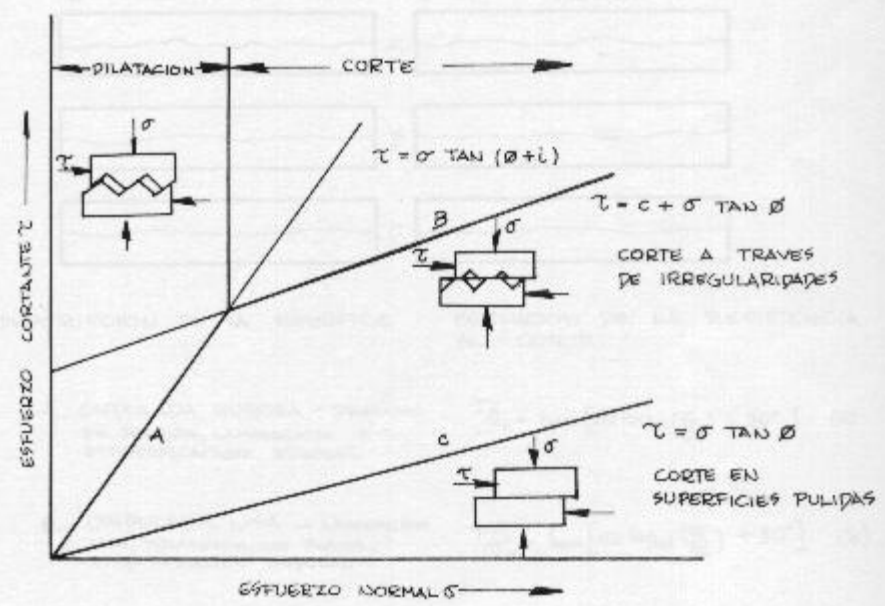 DILATACION
CORTE
σ
τ
τ = σ TAN (Ø+i)
B
τ = c + σ TAN Ø
σ
τ
CORTE A TRAVES
DE IRREGULARIDADES
ESFUERZO CORTANTE τ
A
C
τ = σ TAN Ø
σ
τ
CORTE EN
SUPERFICIES PULIDAS
ESFUERZO NORMAL σ